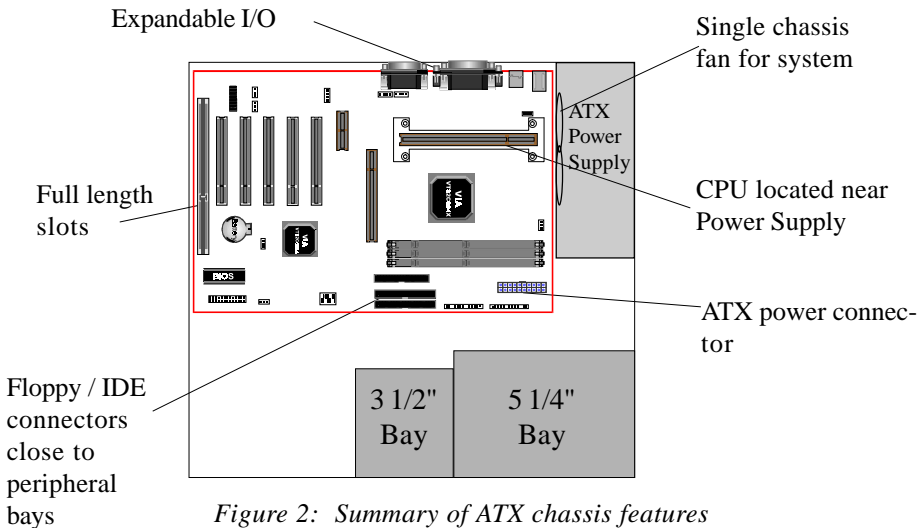 Expandable I/O
Single chassis
fan for system
ATX
Power
Supply
Full length
slots
CPU located near
Power Supply
VIA
VIA
BIOS
ATX power connec-
tor
Floppy / IDE
connectors
close to
peripheral
bays
3 1/2"
Bay
5 1/4"
Bay
Figure 2: Summary of ATX chassis features